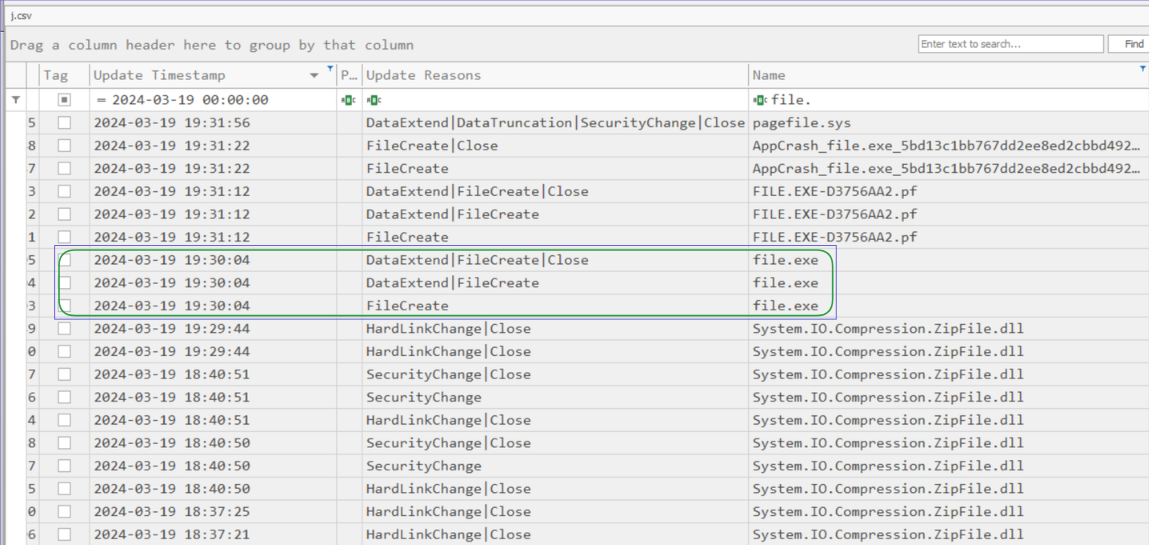 j.csv
Drag a column header here to group by that column Enter text to search... Find
Tag Update Timestamp P... Update Reasons Name
= 2024-03-19 00:00:00 file.
5 2024-03-19 19:31:56 DataExtend|DataTruncation|SecurityChange|Close pagefile.sys
8 2024-03-19 19:31:22 FileCreate|Close AppCrash_file.exe_5bd13c1bb767dd2ee8ed2cbbd492...
7 2024-03-19 19:31:22 FileCreate AppCrash_file.exe_5bd13c1bb767dd2ee8ed2cbbd492...
3 2024-03-19 19:31:12 DataExtend|FileCreate|Close FILE.EXE-D3756AA2.pf
2 2024-03-19 19:31:12 DataExtend|FileCreate FILE.EXE-D3756AA2.pf
1 2024-03-19 19:31:12 FileCreate FILE.EXE-D3756AA2.pf
5 2024-03-19 19:30:04 DataExtend|FileCreate|Close file.exe
4 2024-03-19 19:30:04 DataExtend|FileCreate file.exe
3 2024-03-19 19:30:04 FileCreate file.exe
9 2024-03-19 19:29:44 HardLinkChange|Close System.IO.Compression.ZipFile.dll
0 2024-03-19 19:29:44 HardLinkChange|Close System.IO.Compression.ZipFile.dll
7 2024-03-19 18:40:51 SecurityChange|Close System.IO.Compression.ZipFile.dll
6 2024-03-19 18:40:51 SecurityChange System.IO.Compression.ZipFile.dll
4 2024-03-19 18:40:51 HardLinkChange|Close System.IO.Compression.ZipFile.dll
8 2024-03-19 18:40:50 SecurityChange|Close System.IO.Compression.ZipFile.dll
7 2024-03-19 18:40:50 SecurityChange System.IO.Compression.ZipFile.dll
5 2024-03-19 18:40:50 HardLinkChange|Close System.IO.Compression.ZipFile.dll
0 2024-03-19 18:37:25 HardLinkChange|Close System.IO.Compression.ZipFile.dll
6 2024-03-19 18:37:21 HardLinkChange|Close System.IO.Compression.ZipFile.dll